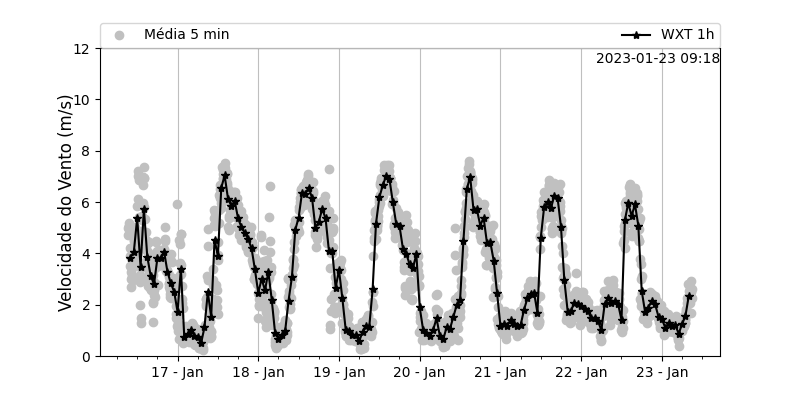 Média 5 min
WXT 1h
2023-01-23 09:18
Velocidade do Vento (m/s)
12
10
8
6
4
2
0
17 - Jan
18 - Jan
19 - Jan
20 - Jan
21 - Jan
22 - Jan
23 - Jan